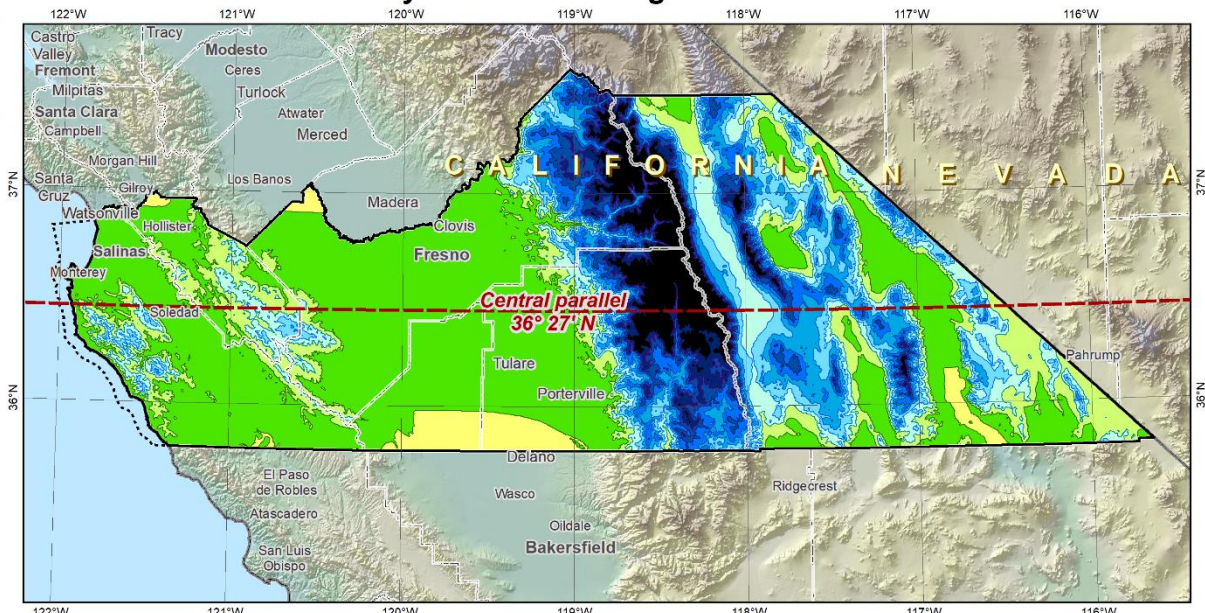 122°W 121°W 120°W 119°W 118°W 117°W 116°W
Castro
Valley
Tracy
Modesto
Fremont
Ceres
Milpitas
Turlock
Santa Clara
Atwater
Campbell
Merced
Morgan Hill
Los Banos
CALIFORNIA NEVADA
Santa
Cruz
Gilroy
37°N
37°N
Watsonville
Madera
Hollister
Clovis
Salinas
Fresno
Monterey
Soledad
Central parallel
36° 27' N
Tulare
Pahrump
Porterville
36°N
36°N
Delano
El Paso
de Robles
Wasco
Ridgecrest
Atascadero
Oildale
Bakersfield
San Luis
Obispo
122°W 121°W 120°W 119°W 118°W 117°W 116°W